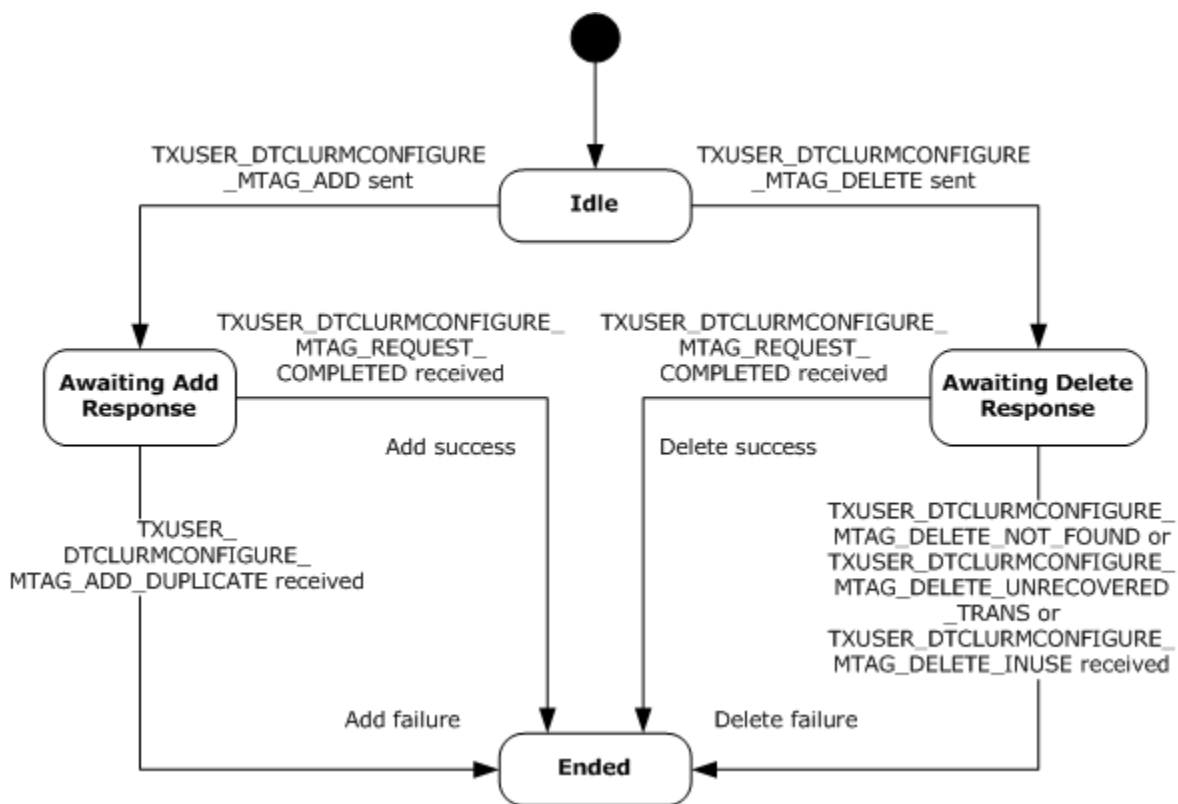 TXUSER_DTCLURMCONFIGURE
_MTAG_ADD sent
TXUSER_DTCLURMCONFIGURE
_MTAG_DELETE sent
Idle
TXUSER_DTCLURMCONFIGURE_
MTAG_REQUEST_
COMPLETED received
TXUSER_DTCLURMCONFIGURE_
MTAG_REQUEST_
COMPLETED received
Awaiting Add
Response
Awaiting Delete
Response
Add success
Delete success
TXUSER_
DTCLURMCONFIGURE_
MTAG_ADD_DUPLICATE received
TXUSER_DTCLURMCONFIGURE_
MTAG_DELETE_NOT_FOUND or
TXUSER_DTCLURMCONFIGURE_
MTAG_DELETE_UNRECOVERED
_TRANS or
TXUSER_DTCLURMCONFIGURE_
MTAG_DELETE_INUSE received
Add failure
Delete failure
Ended